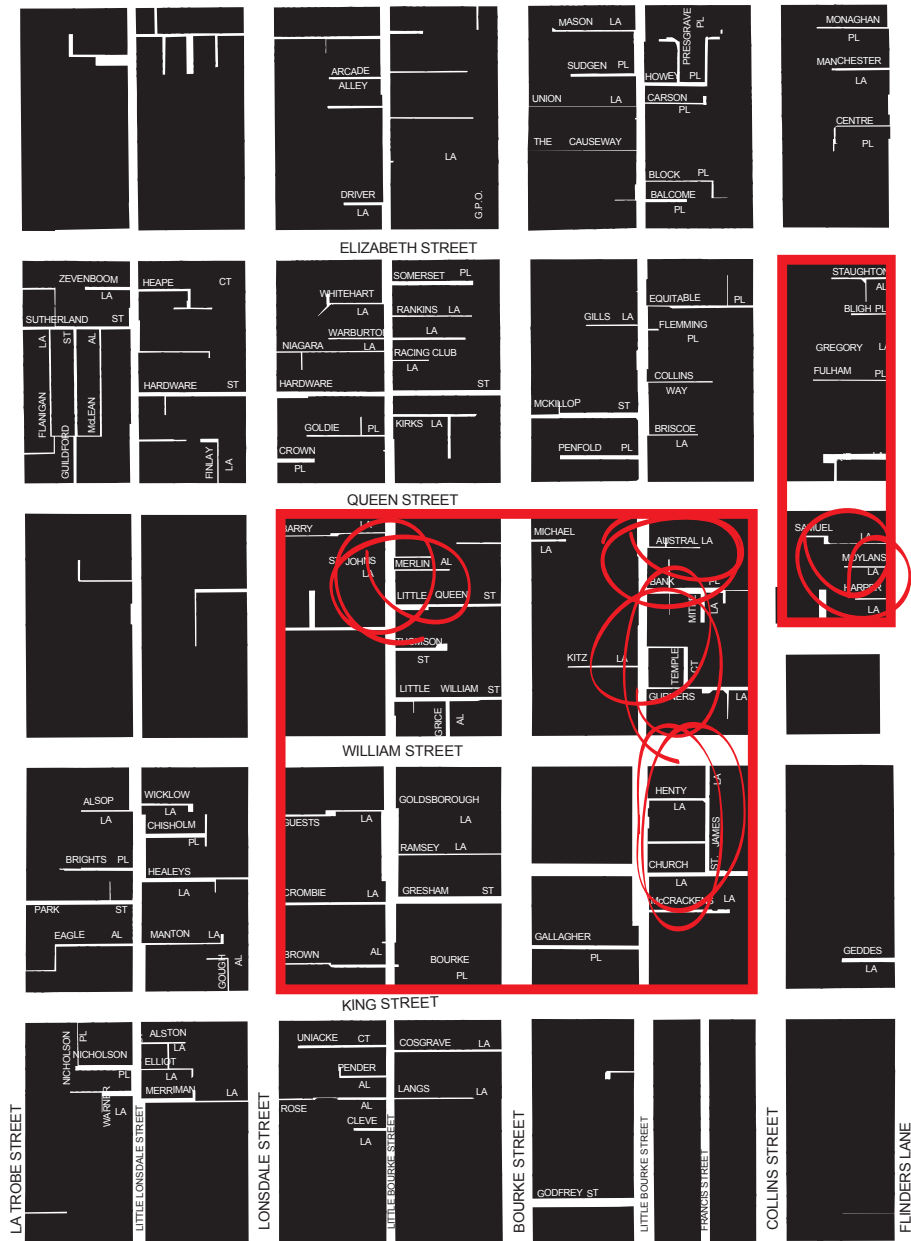 MASON LA
PRESGRAVE
PL
MONAGHAN
PL
ARCADE
ALLEY
SUDGEN PL
HOWEY PL
MANCHESTER
LA
UNION LA
CARSON
PL
CENTRE
PL
THE CAUSEWAY
LA
BLOCK PL
DRIVER
LA
G.P.O.
BALCOME
PL
ELIZABETH STREET
ZEVENBOOM
LA
HEAPE CT
WHITEHART
LA
SOMERSET PL
STAUGHTON
AL
SUTHERLAND ST
RANKINS LA
GILLS LA
EQUITABLE PL
BLIGH PL
LA
ST
AL
WARBURTON
LA
LA
FLEMMING
PL
NIAGARA
RACING CLUB
LA
GREGORY LA
FULHAM PL
HARDWARE ST
HARDWARE ST
COLLINS
WAY
FLANIGAN
GUILDFORD
McLEAN
FINLAY
LA
GOLDIE PL
KIRKS LA
MCKILLOP ST
BRISCOE
LA
CROWN
PL
PENFOLD PL
LA
QUEEN STREET
BARRY LA
MICHAEL
LA
AUSTRAL LA
SAMUEL
LA
ST JOHNS
LA
MERLIN AL
BANK PL
MOYLANS
LA
LITTLE QUEEN ST
MITRE
LA
HARPER
LA
THOMSON
ST
KITZ LA
TEMPLE
CT
LITTLE WILLIAM ST
GURNERS LA
GRICE
AL
WILLIAM STREET
ALSOP
LA
WICKLOW
LA
CHISHOLM
PL
GUESTS LA
GOLDSBOROUGH
LA
HENTY
LA
LA
ST. JAMES
BRIGHTS PL
RAMSEY LA
HEALEYS
LA
CHURCH
LA
CROMBIE LA
GRESHAM ST
McCRACKENS LA
PARK ST
EAGLE AL
MANTON LA
GOUGH
AL
BROWN AL
BOURKE
PL
GALLAGHER
PL
GEDDES
LA
KING STREET
NICHOLSON
PL
NICHOLSON
PL
WARNER
LA
ALSTON
LA
ELLIOT
LA
MERRIMAN LA
UNIACKE CT
PENDER
AL
ROSE AL
CLEVE
LA
COSGRAVE LA
LANGS LA
GODFREY ST
LA TROBE STREET
LITTLE LONSDALE STREET
LONSDALE STREET
LITTLE BOURKE STREET
BOURKE STREET
LITTLE BOURKE STREET
FRANCIS STREET
COLLINS STREET
FLINDERS LANE